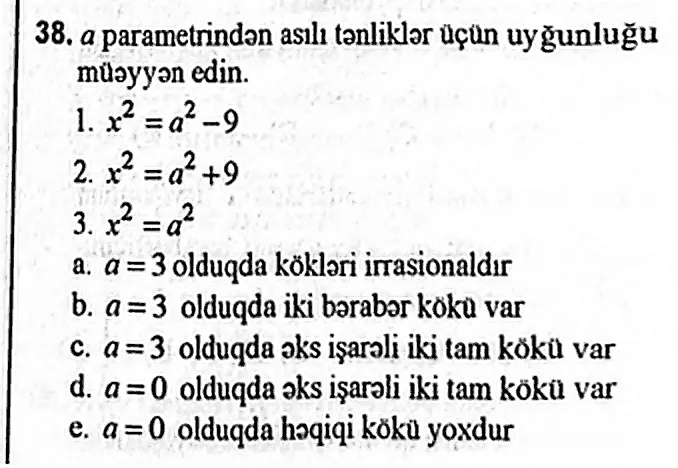 38. a parametrindən asılı tənliklər üçün uyğunluğu
müəyyən edin.
1. x² = a² – 9
2. x² = a² + 9
3. x² = a²
a. a = 3 olduqda kökləri irrasionaldır
b. a = 3 olduqda iki bərabər kökü var
c. a = 3 olduqda əks işarəli iki tam kökü var
d. a = 0 olduqda əks işarəli iki tam kökü var
e. a = 0 olduqda həqiqi kökü yoxdur